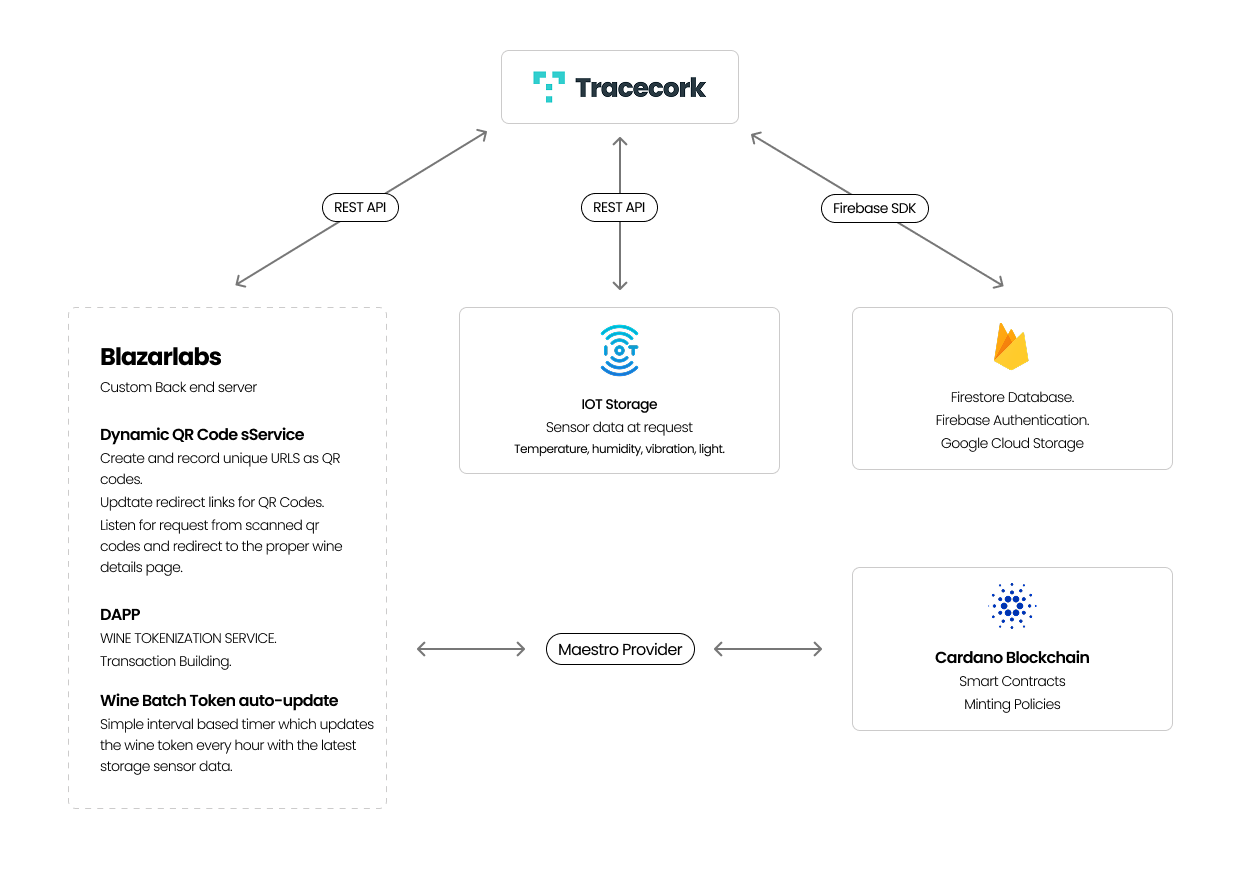 Tracecork
REST API
REST API
Firebase SDK
Blazarlabs
Custom Back end server
Dynamic QR Code sService
Create and record unique URLS as QR
codes.
Updtate redirect links for QR Codes.
Listen for request from scanned qr
codes and redirect to the proper wine
details page.
DAPP
WINE TOKENIZATION SERVICE.
Transaction Building.
Wine Batch Token auto-update
Simple interval based timer which updates
the wine token every hour with the latest
storage sensor data.
IOT Storage
Sensor data at request
Temperature, humidity, vibration, light.
Firestore Database.
Firebase Authentication.
Google Cloud Storage
Maestro Provider
Cardano Blockchain
Smart Contracts
Minting Policies